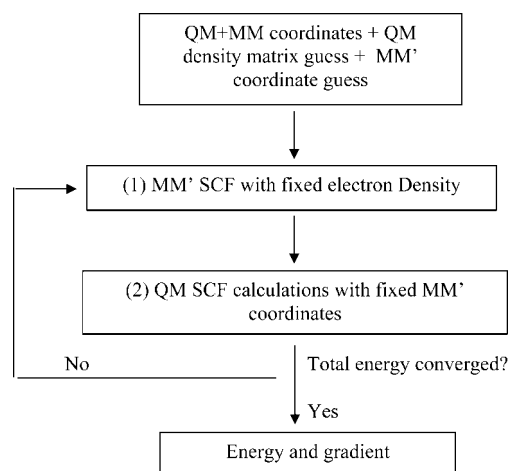 QM+MM coordinates + QM
density matrix guess + MM’
coordinate guess
(1) MM’ SCF with fixed electron Density
(2) QM SCF calculations with fixed MM’
coordinates
No
Total energy converged?
Yes
Energy and gradient